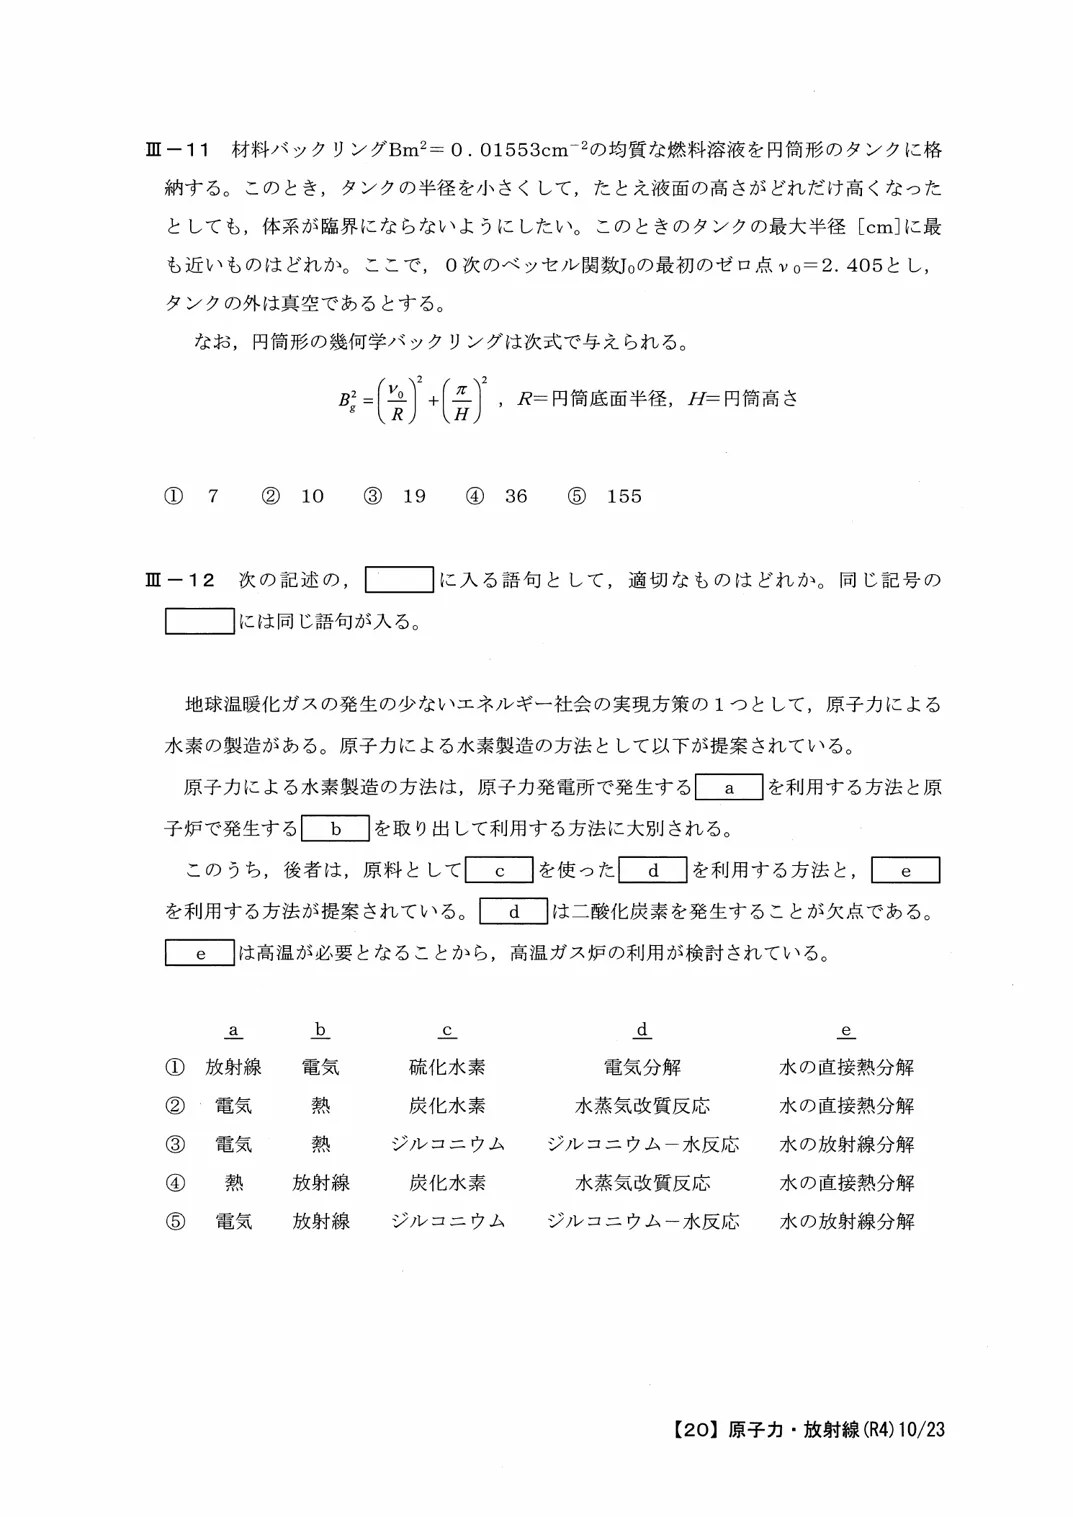 Ⅲ－11 材料バックリングBm²＝0．01553cm⁻²の均質な燃料溶液を円筒形のタンクに格
納する。このとき，タンクの半径を小さくして，たとえ液面の高さがどれだけ高くなった
としても，体系が臨界にならないようにしたい。このときのタンクの最大半径［cm]に最
も近いものはどれか。ここで，0次のベッセル関数J₀の最初のゼロ点ν₀＝2．405とし，
タンクの外は真空であるとする。
なお，円筒形の幾何学バックリングは次式で与えられる。
B_g^2 = (ν₀/R)^2 + (π/H)^2 ，R＝円筒底面半径，H＝円筒高さ
① 7 ② 10 ③ 19 ④ 36 ⑤ 155
Ⅲ－12 次の記述の，に入る語句として，適切なものはどれか。同じ記号の
には同じ語句が入る。
地球温暖化ガスの発生の少ないエネルギー社会の実現方策の1つとして，原子力による
水素の製造がある。原子力による水素製造の方法として以下が提案されている。
原子力による水素製造の方法は，原子力発電所で発生する a を利用する方法と原
子炉で発生する b を取り出して利用する方法に大別される。
このうち，後者は，原料として c を使った d を利用する方法と， e
を利用する方法が提案されている。 d は二酸化炭素を発生することが欠点である。
e は高温が必要となることから，高温ガス炉の利用が検討されている。
a b c d e
① 放射線 電気 硫化水素 電気分解 水の直接熱分解
② 電気 熱 炭化水素 水蒸気改質反応 水の直接熱分解
③ 電気 熱 ジルコニウム ジルコニウム－水反応 水の放射線分解
④ 熱 放射線 炭化水素 水蒸気改質反応 水の直接熱分解
⑤ 電気 放射線 ジルコニウム ジルコニウム－水反応 水の放射線分解
【20】原子力・放射線(R4)10/23